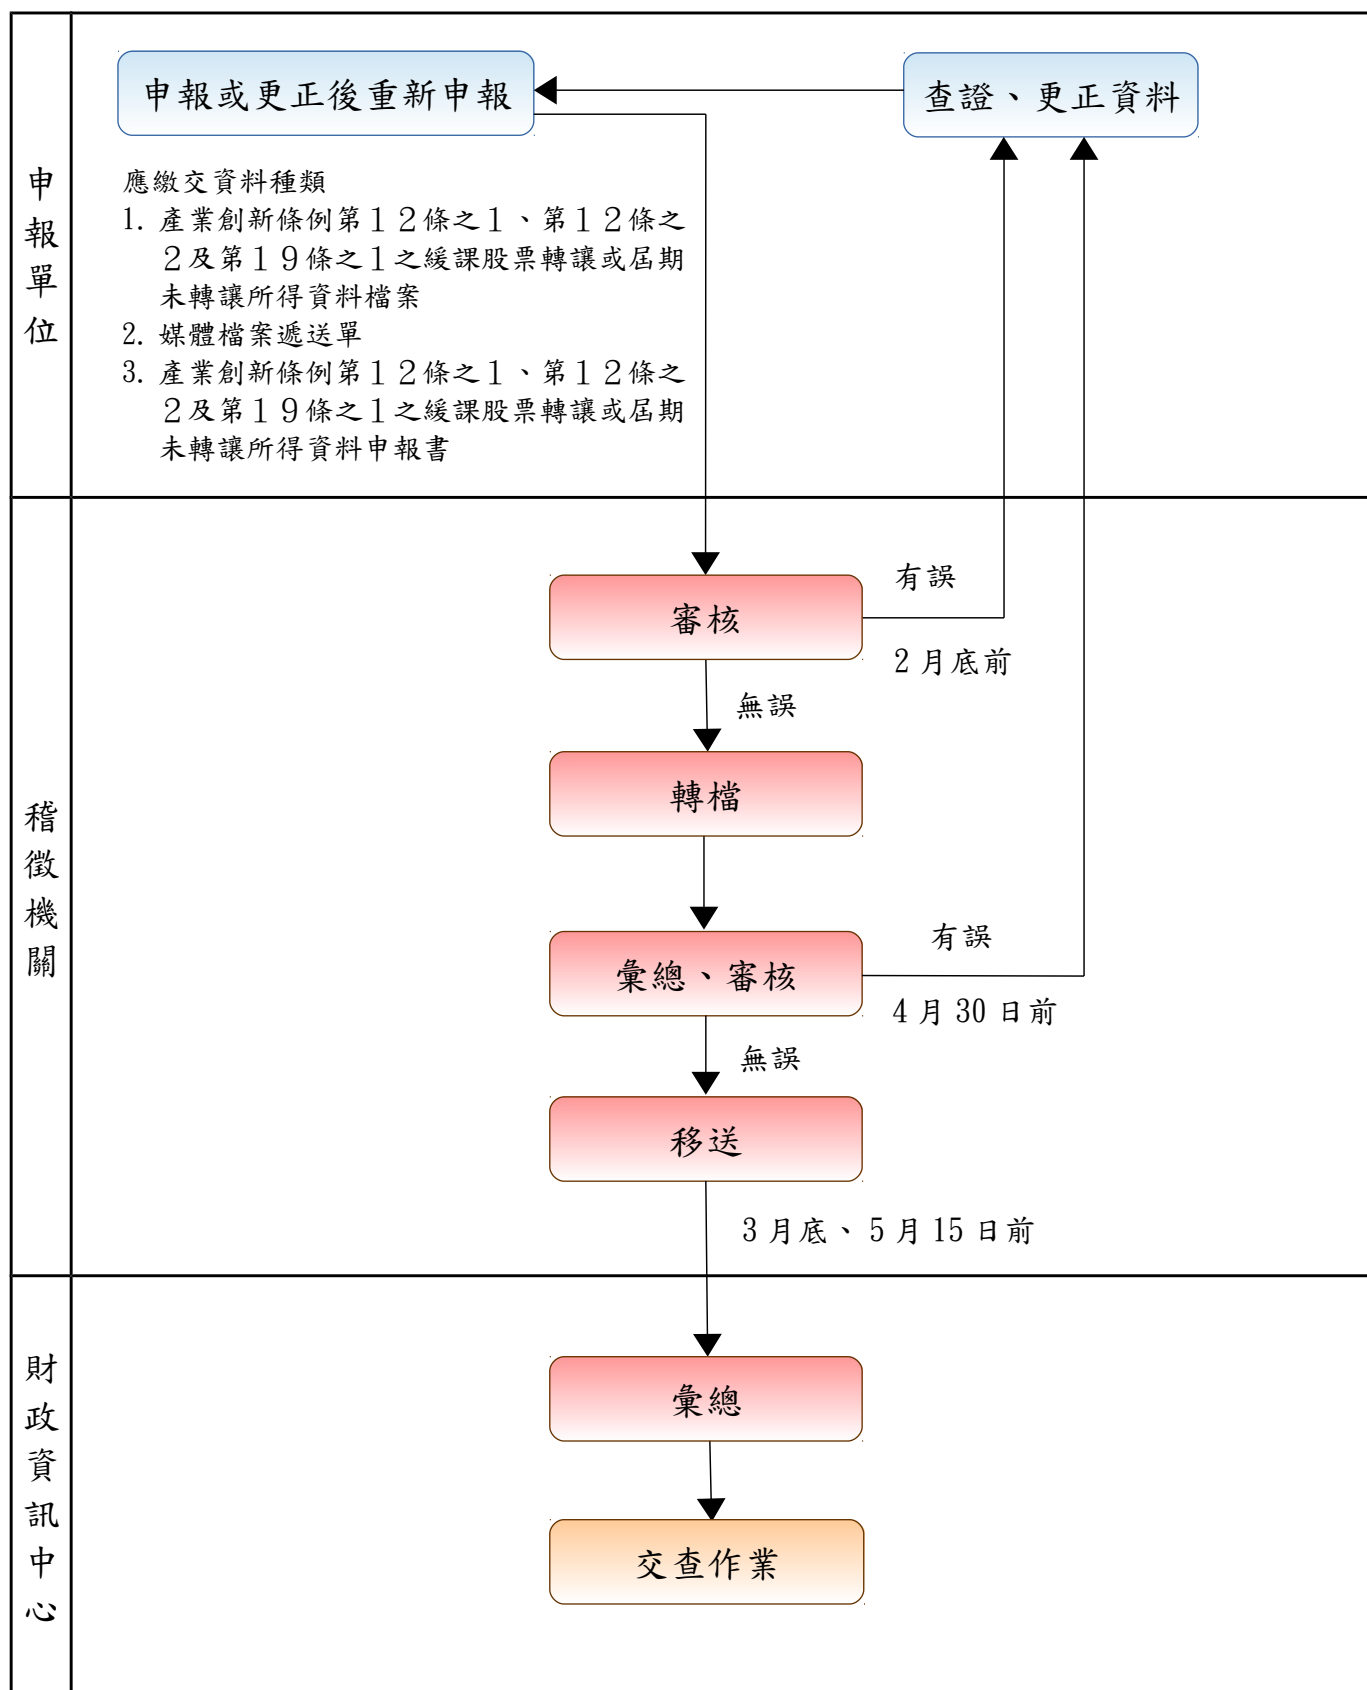 申報單位
申報或更正後重新申報
查證、更正資料
應繳交資料種類
1. 產業創新條例第１２條之１、第１２條之
２及第１９條之１之緩課股票轉讓或屆期
未轉讓所得資料檔案
2. 媒體檔案遞送單
3. 產業創新條例第１２條之１、第１２條之
２及第１９條之１之緩課股票轉讓或屆期
未轉讓所得資料申報書
稽徵機關
審核
有誤
2月底前
無誤
轉檔
彙總、審核
有誤
4月30日前
無誤
移送
3月底、5月15日前
財政資訊中心
彙總
交查作業